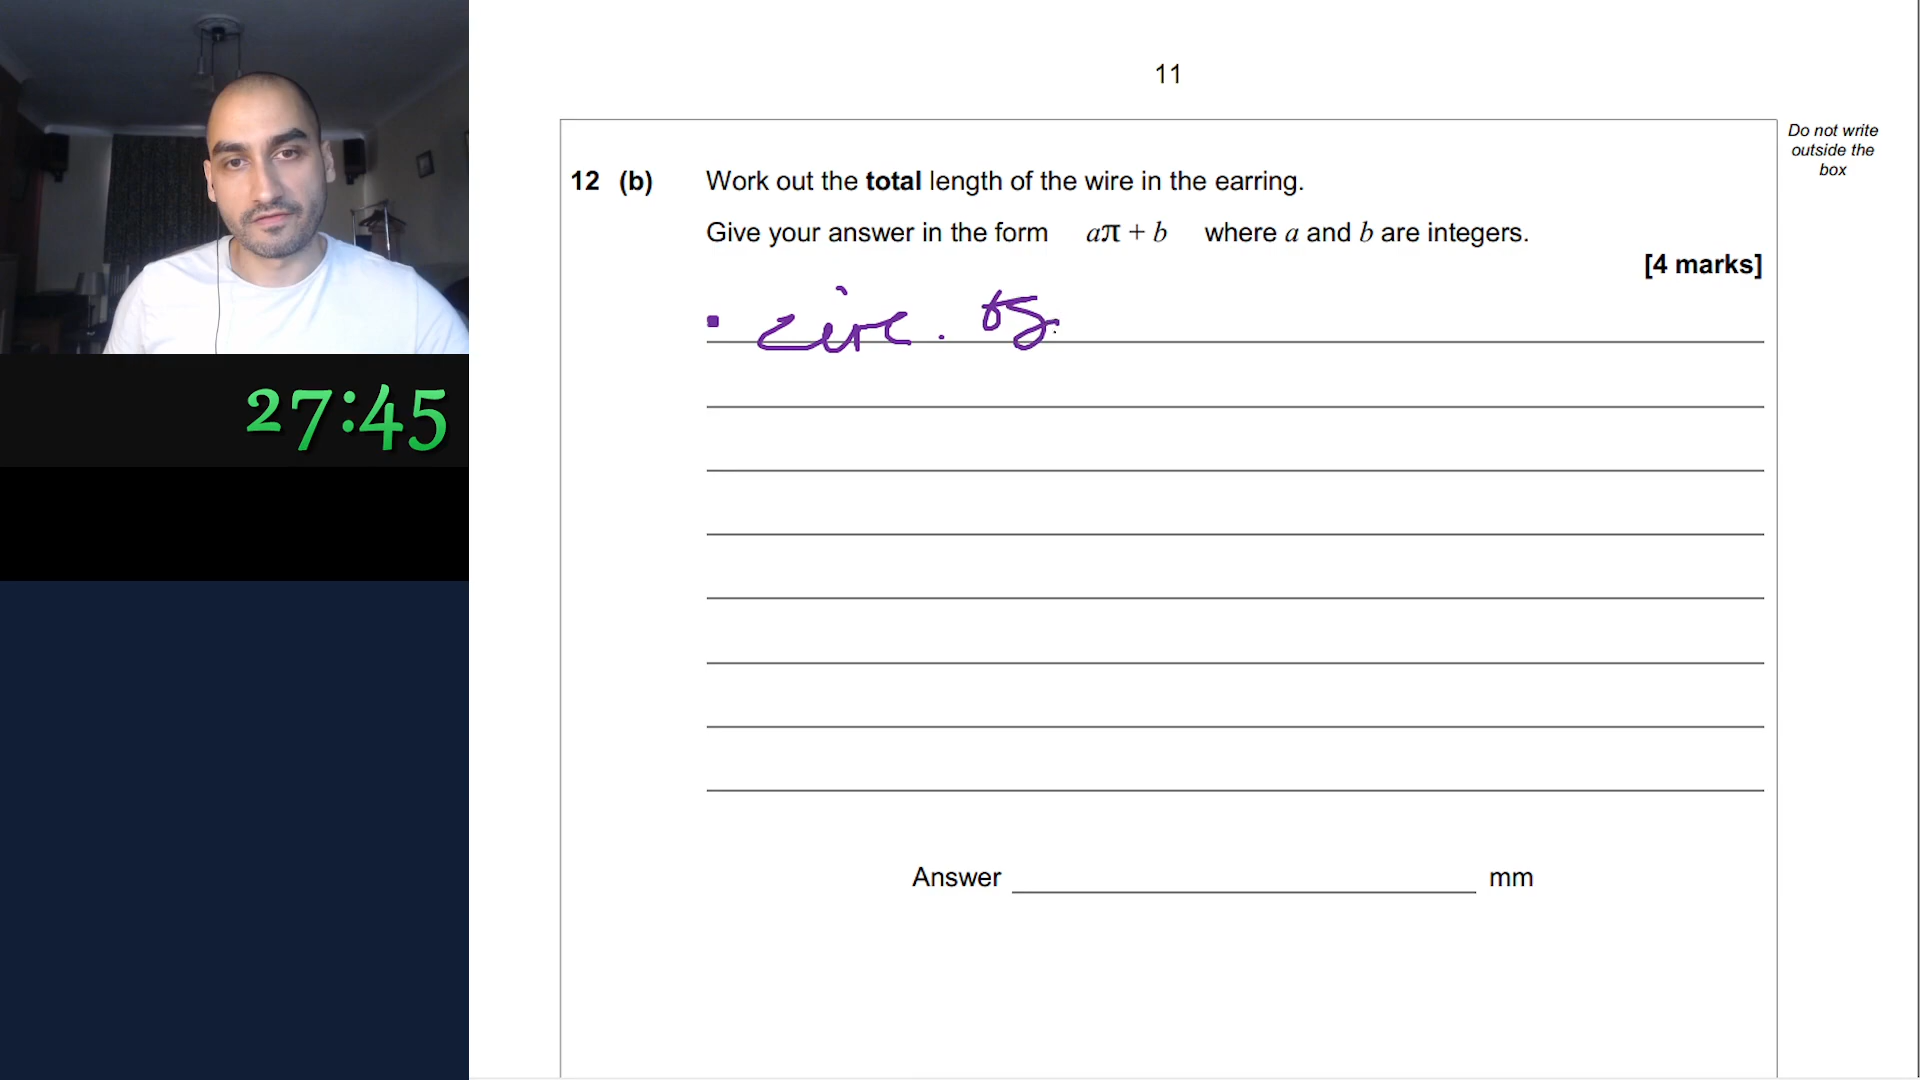 11
Do not write
outside the
box
12 (b) Work out the total length of the wire in the earring.
Give your answer in the form aπ + b where a and b are integers.
[4 marks]
circ.
27:45
Answer mm